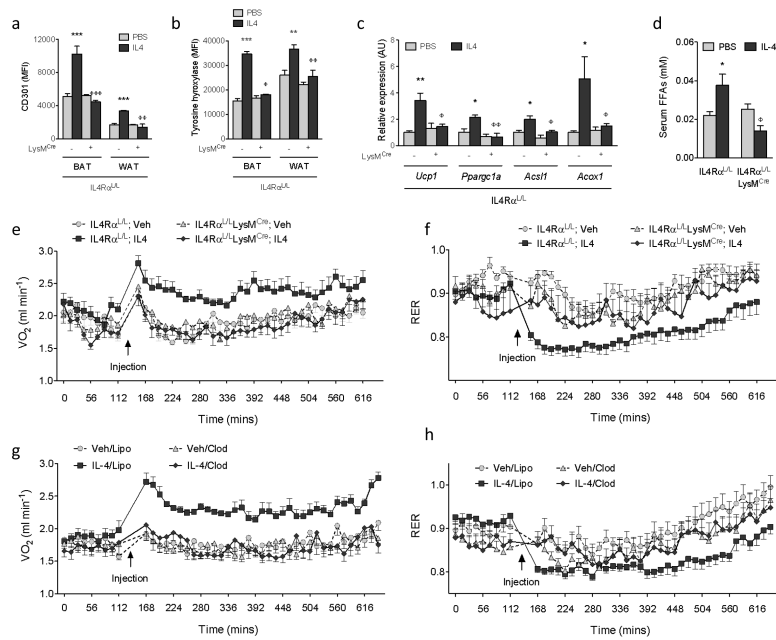 a
CD301 (MFI)
PBS
IL4
12000
8000
4000
0
***
ϕϕϕ
***
ϕϕ
- + - +
LysMCre
BAT WAT
IL4RαL/L
b
Tyrosine hyroxylase (MFI)
PBS
IL4
50
40
30
20
10
0
***
ϕ
**
ϕϕ
- + - +
LysMCre
BAT WAT
IL4RαL/L
c
Relative expression (AU)
PBS IL4
8
6
4
2
0
**
ϕ
*
ϕϕ
*
ϕ
*
ϕ
- + - + - + - +
LysMCre
Ucp1 Ppargc1a Acsl1 Acox1
IL4RαL/L
d
Serum FFAs (mM)
PBS
IL-4
0.06
0.04
0.02
0.00
*
ϕ
IL4RαL/L IL4RαL/L
LysMCre
e
IL4RαL/L; Veh IL4RαL/LLysMCre; Veh
IL4RαL/L; IL4 IL4RαL/LLysMCre; IL4
VO2 (ml min-1)
3.0
2.5
2.0
1.5
1.0
Injection
0 56 112 168 224 280 336 392 448 504 560 616
Time (mins)
f
IL4RαL/L; Veh IL4RαL/LLysMCre; Veh
IL4RαL/L; IL4 IL4RαL/LLysMCre; IL4
RER
1.0
0.9
0.8
Injection
0 56 112 168 224 280 336 392 448 504 560 616
Time (mins)
g
Veh/Lipo Veh/Clod
IL-4/Lipo IL-4/Clod
VO2 (ml min-1)
3.0
2.5
2.0
1.5
1.0
Injection
0 56 112 168 224 280 336 392 448 504 560 616
Time (mins)
h
Veh/Lipo Veh/Clod
IL-4/Lipo IL-4/Clod
RER
1.0
0.9
0.8
Injection
0 56 112 168 224 280 336 392 448 504 560 616
Time (mins)